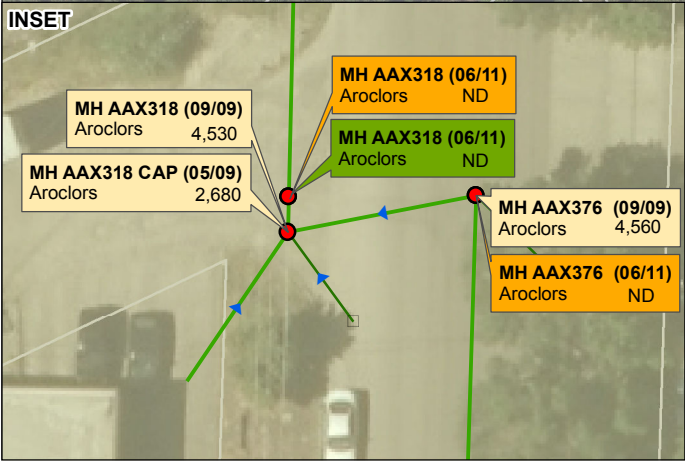 INSET
MH AAX318 (06/11)
Aroclors ND
MH AAX318 (09/09)
Aroclors 4,530
MH AAX318 (06/11)
Aroclors ND
MH AAX318 CAP (05/09)
Aroclors 2,680
MH AAX376 (09/09)
Aroclors 4,560
MH AAX376 (06/11)
Aroclors ND